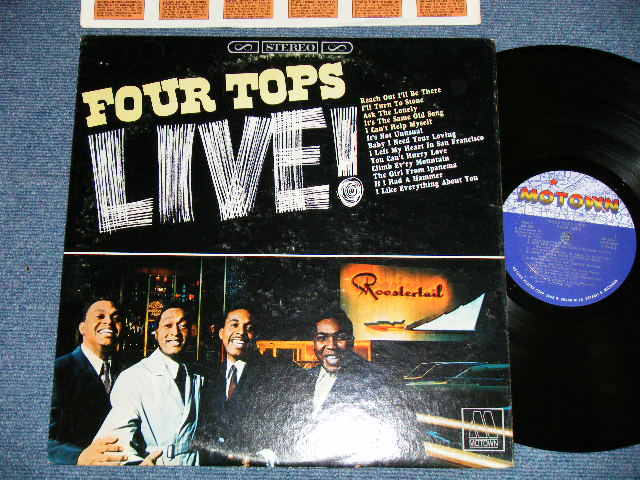 STEREO
FOUR TOPS
LIVE!
Reach Out I'll Be There
I'll Turn To Stone
Ask The Lonely
It's The Same Old Song
I Can't Help Myself
It's Not Unusual
Baby I Need Your Loving
I Left My Heart In San Francisco
You Can't Hurry Love
Climb Ev'ry Mountain
The Girl From Ipanema
If I Had A Hammer
I Like Everything About You
Roostertail
M
MOTOWN
MOTOWN